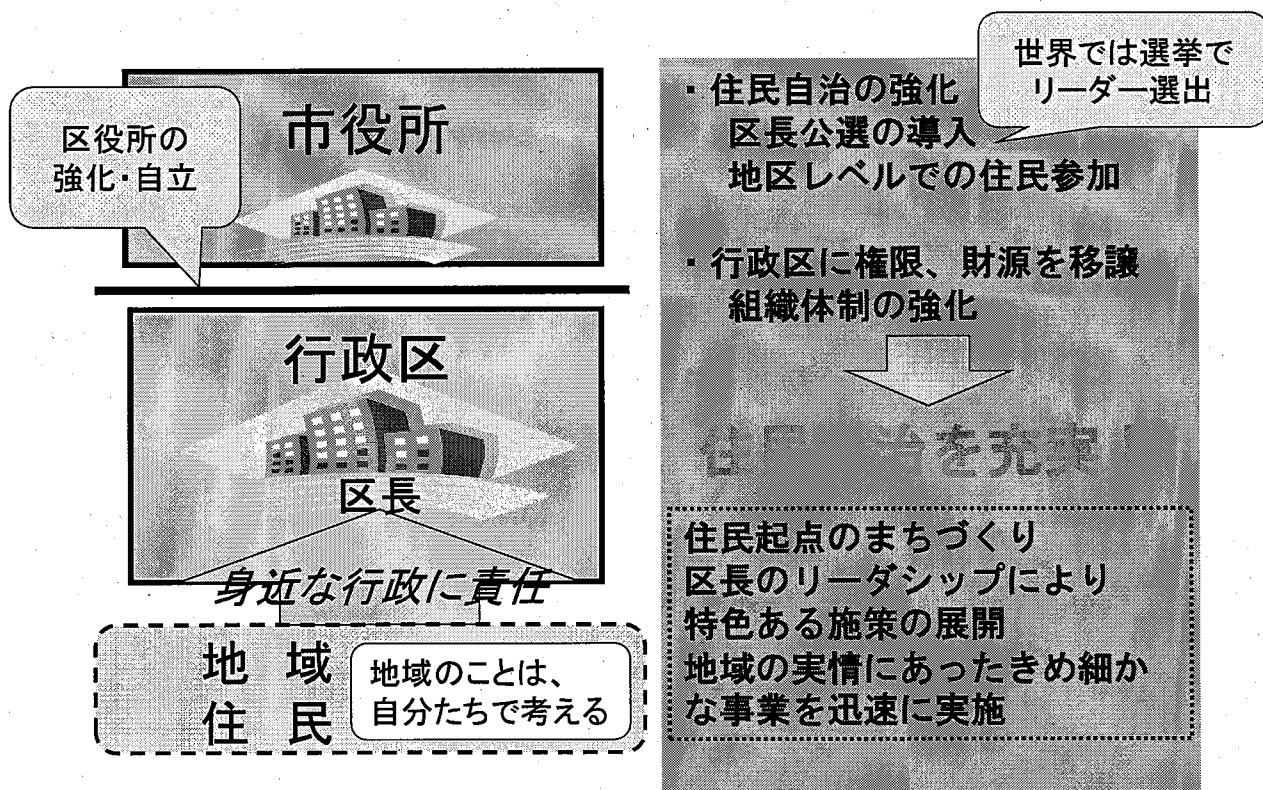 市役所
区役所の
強化・自立
行政区
区長
身近な行政に責任
地域
住民
地域のことは、
自分たちで考える
世界では選挙で
リーダー選出
・住民自治の強化
区長公選の導入
地区レベルでの住民参加
・行政区に権限、財源を移譲
組織体制の強化
住民 治を充実
住民起点のまちづくり
区長のリーダシップにより
特色ある施策の展開
地域の実情にあったきめ細か
な事業を迅速に実施